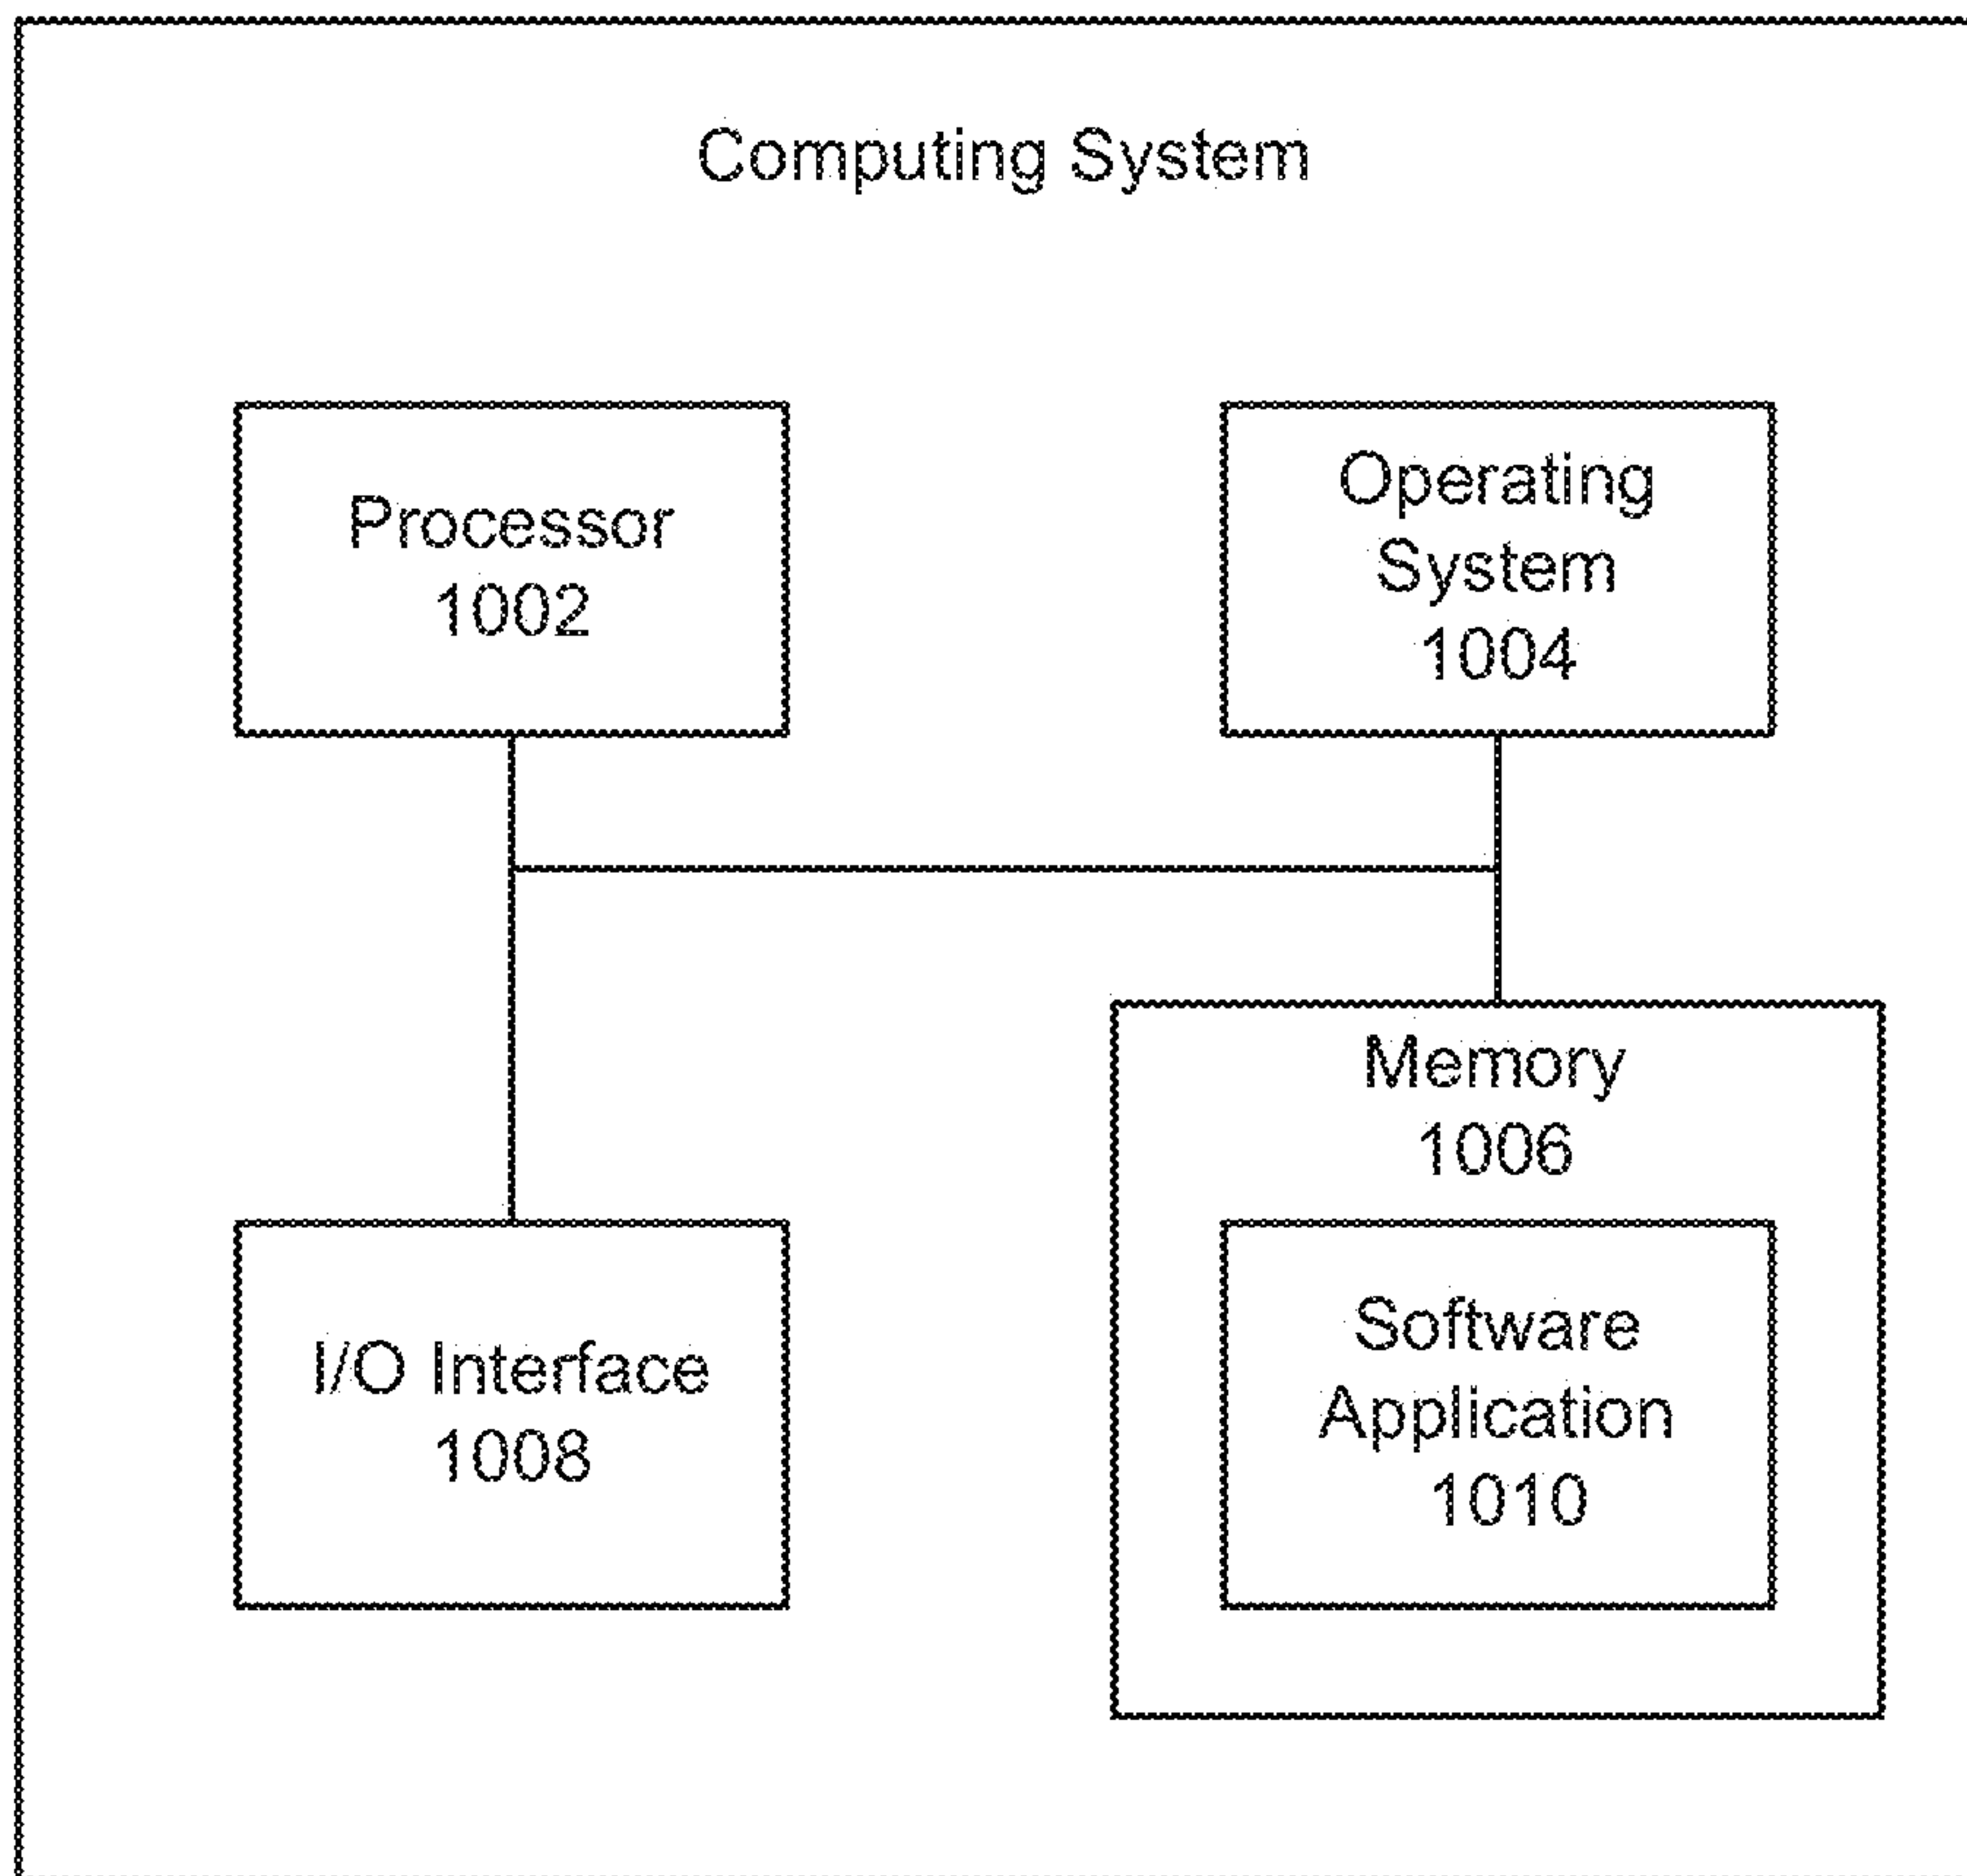 Computing System
Processor
1002
Operating
System
1004
Memory
1006
I/O Interface
1008
Software
Application
1010